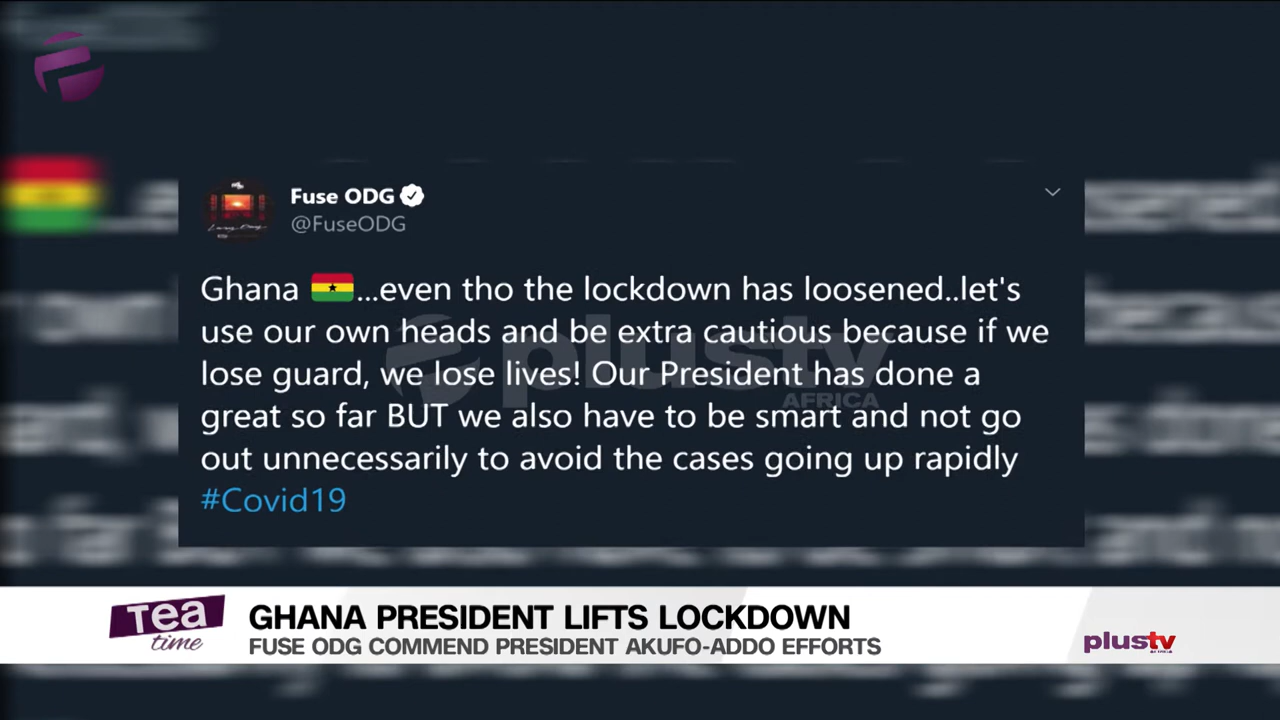 Fuse ODG
@FuseODG
Ghana 🇬🇭...even tho the lockdown has loosened..let's
use our own heads and be extra cautious because if we
lose guard, we lose lives! Our President has done a
great so far BUT we also have to be smart and not go
out unnecessarily to avoid the cases going up rapidly
#Covid19
plustv
AFRICA
Tea
time
GHANA PRESIDENT LIFTS LOCKDOWN
FUSE ODG COMMEND PRESIDENT AKUFO-ADDO EFFORTS
plustv
AFRICA